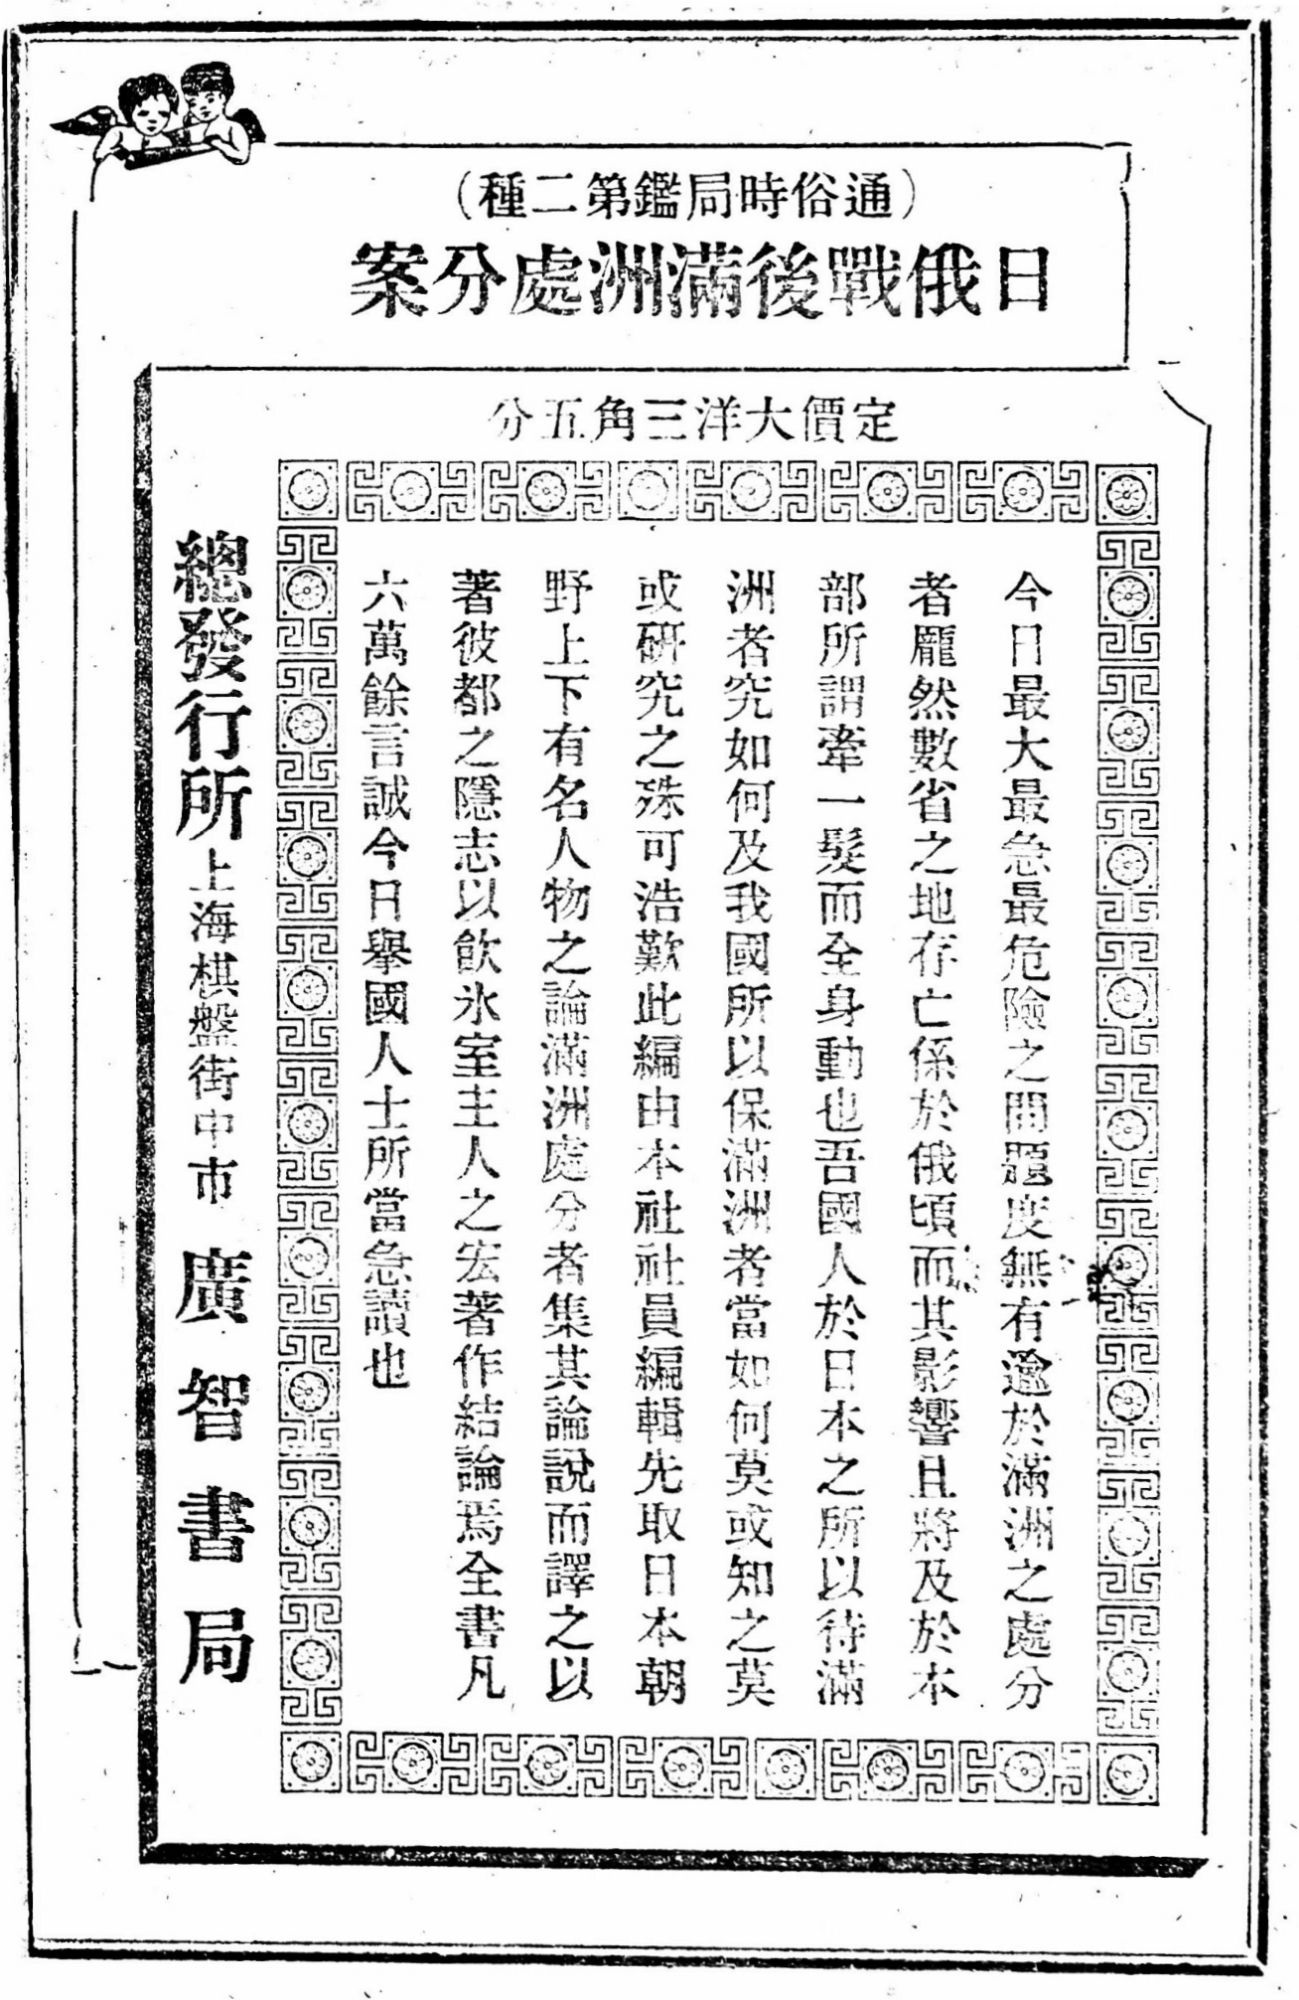 （通俗時局鑑第二種）
日俄戰後滿洲處分案
定價大洋三角五分
今日最大最急最危險之問題度無有逾於滿洲之處分
者龐然數省之地存亡係於俄頃而其影響且將及於本
部所謂牽一髮而全身動也吾國人於日本之所以待滿
洲者究如何及我國所以保滿洲者當如何莫或知之莫
或研究之殊可浩歎此編由本社社員編輯先取日本朝
野上下有名人物之論滿洲處分者集其論說而譯之以
著彼都之隱志以飲氷室主人之宏著作結論焉全書凡
六萬餘言誠今日舉國人士所當急讀也
總發行所上海棋盤街中市 廣智書局